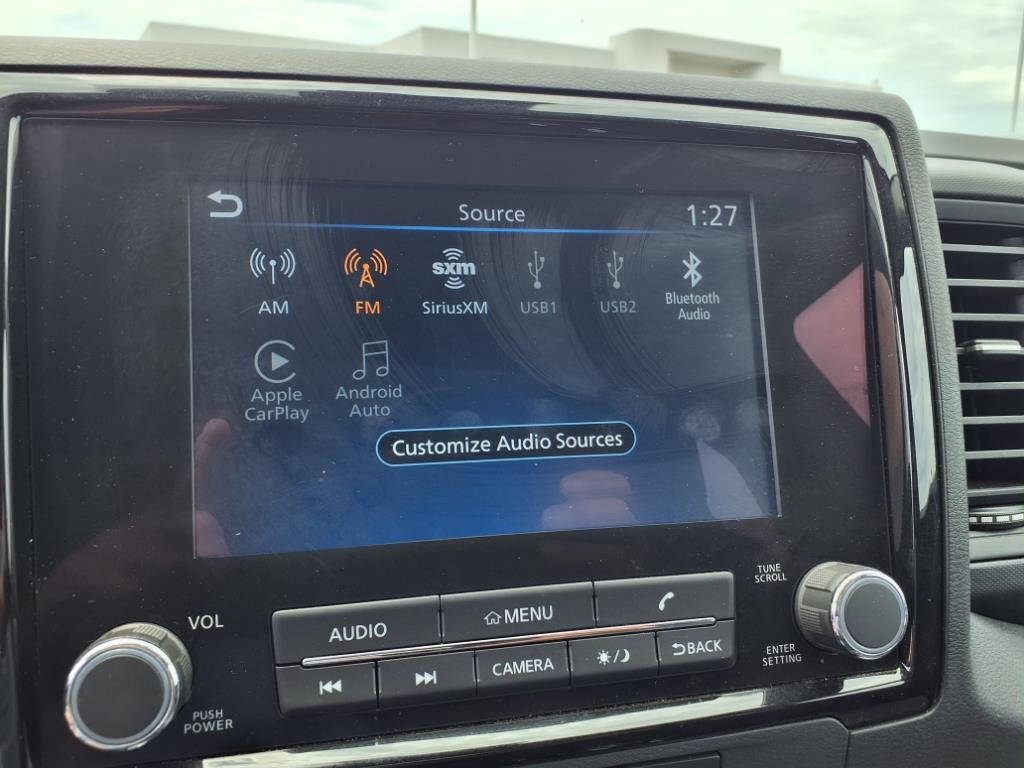 Source
1:27
AM
FM
sxm
SiriusXM
USB1
USB2
Bluetooth
Audio
Apple
CarPlay
Android
Auto
Customize Audio Sources
VOL
PUSH
POWER
AUDIO
MENU
CAMERA
BACK
TUNE
SCROLL
ENTER
SETTING